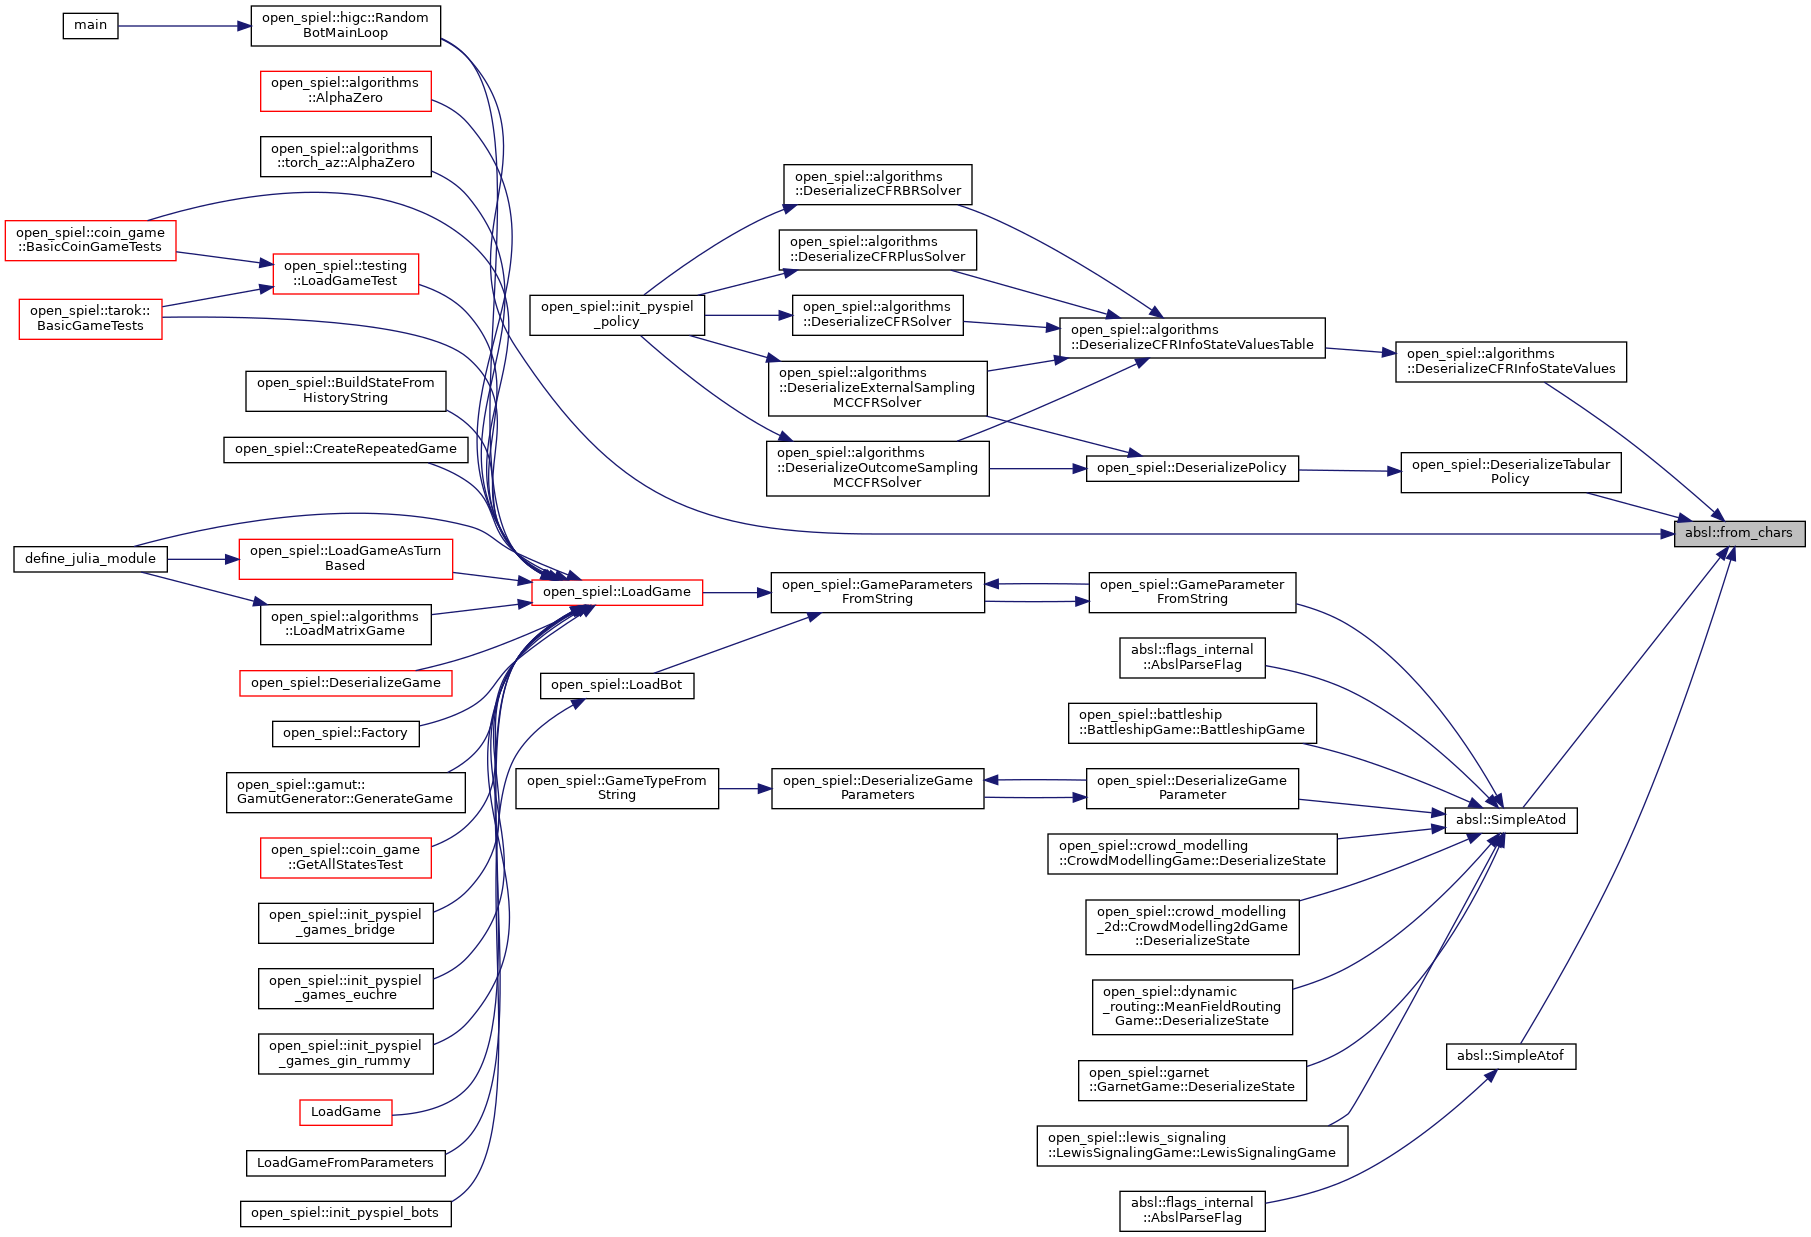 main
open_spiel::higc::Random
BotMainLoop
open_spiel::algorithms
::AlphaZero
open_spiel::algorithms
::torch_az::AlphaZero
open_spiel::coin_game
::BasicCoinGameTests
open_spiel::testing
::LoadGameTest
open_spiel::tarok::
BasicGameTests
open_spiel::BuildStateFrom
HistoryString
open_spiel::CreateRepeatedGame
define_julia_module
open_spiel::LoadGameAsTurn
Based
open_spiel::algorithms
::LoadMatrixGame
open_spiel::DeserializeGame
open_spiel::Factory
open_spiel::gamut::
GamutGenerator::GenerateGame
open_spiel::coin_game
::GetAllStatesTest
open_spiel::init_pyspiel
_games_bridge
open_spiel::init_pyspiel
_games_euchre
open_spiel::init_pyspiel
_games_gin_rummy
LoadGame
LoadGameFromParameters
open_spiel::init_pyspiel_bots
open_spiel::init_pyspiel
_policy
open_spiel::LoadGame
open_spiel::LoadBot
open_spiel::GameTypeFrom
String
open_spiel::algorithms
::DeserializeCFRBRSolver
open_spiel::algorithms
::DeserializeCFRPlusSolver
open_spiel::algorithms
::DeserializeCFRSolver
open_spiel::algorithms
::DeserializeExternalSampling
MCCFRSolver
open_spiel::algorithms
::DeserializeOutcomeSampling
MCCFRSolver
open_spiel::GameParameters
FromString
open_spiel::DeserializeGame
Parameters
open_spiel::algorithms
::DeserializeCFRInfoStateValuesTable
open_spiel::DeserializePolicy
open_spiel::GameParameter
FromString
absl::flags_internal
::AbslParseFlag
open_spiel::battleship
::BattleshipGame::BattleshipGame
open_spiel::DeserializeGame
Parameter
open_spiel::crowd_modelling
::CrowdModellingGame::DeserializeState
open_spiel::crowd_modelling
_2d::CrowdModelling2dGame
::DeserializeState
open_spiel::dynamic
_routing::MeanFieldRouting
Game::DeserializeState
open_spiel::garnet
::GarnetGame::DeserializeState
open_spiel::lewis_signaling
::LewisSignalingGame::LewisSignalingGame
absl::flags_internal
::AbslParseFlag
open_spiel::algorithms
::DeserializeCFRInfoStateValues
open_spiel::DeserializeTabular
Policy
absl::SimpleAtod
absl::SimpleAtof
absl::from_chars